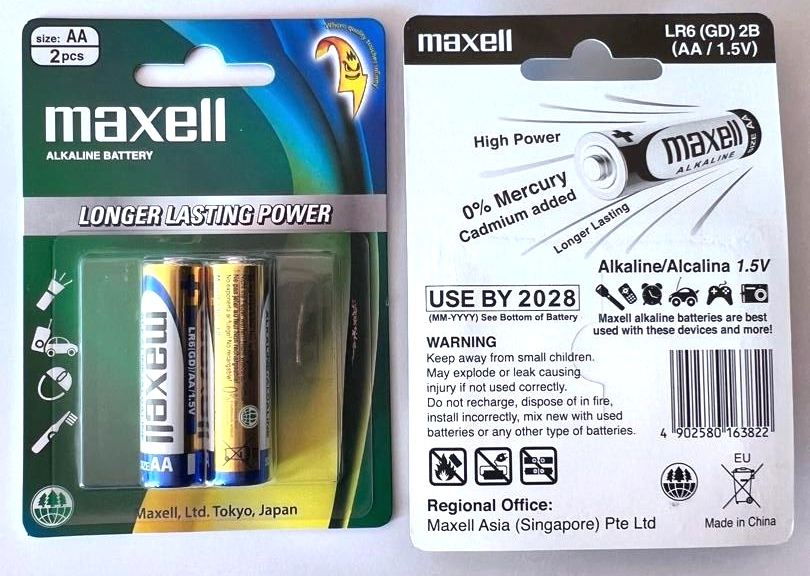 size: AA
2pcs
Where quality touches infinity
maxell
ALKALINE BATTERY
LONGER LASTING POWER
maxell
LR6(GD)/AA/1.5V
SIZE AA
maxell
Maxell, Ltd. Tokyo, Japan
maxell
LR6 (GD) 2B
(AA / 1.5V)
High Power
0% Mercury
Cadmium added
Longer Lasting
maxell
ALKALINE
SIZE AA
Alkaline/Alcalina 1.5V
USE BY 2028
(MM-YYYY) See Bottom of Battery
Maxell alkaline batteries are best
used with these devices and more!
WARNING
Keep away from small children.
May explode or leak causing
injury if not used correctly.
Do not recharge, dispose of in fire,
install incorrectly, mix new with used
batteries or any other type of batteries.
4 902580 163822
EU
Regional Office:
Maxell Asia (Singapore) Pte Ltd
Made in China